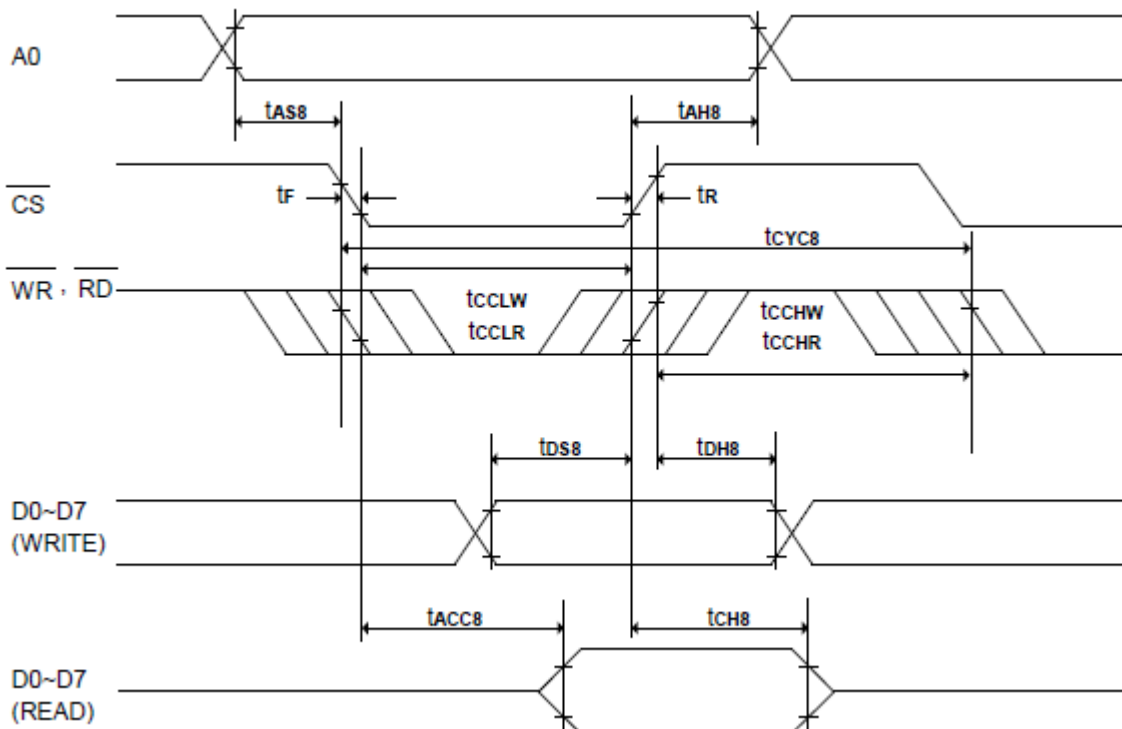 A0
tAS8
tAH8
CS
tF
tR
tCYC8
WR , RD
tCCLW
tCCLR
tCCHW
tCCHR
tDS8
tDH8
D0~D7
(WRITE)
tACC8
tCH8
D0~D7
(READ)